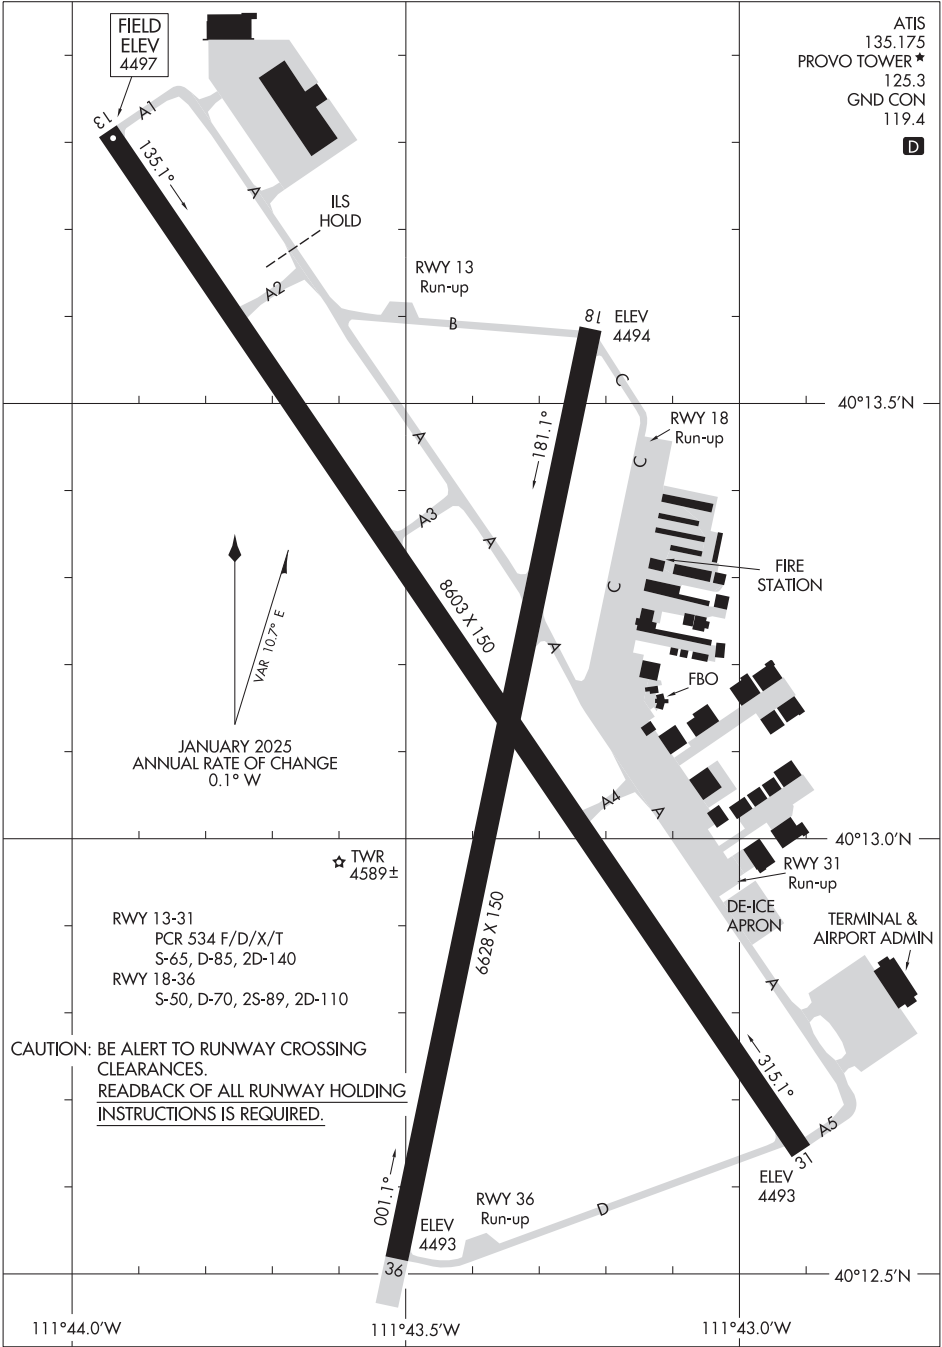 FIELD
ELEV
4497
ATIS
135.175
PROVO TOWER★
125.3
GND CON
119.4
D
13
A1
135.1°
A
ILS
HOLD
A2
RWY 13
Run-up
B
18
ELEV
4494
C
40°13.5'N
RWY 18
Run-up
181.1°
A
C
A3
A
FIRE
STATION
C
VAR 10.7° E
8603 X 150
A
FBO
JANUARY 2025
ANNUAL RATE OF CHANGE
0.1° W
A4
A
40°13.0'N
TWR
4589±
RWY 31
Run-up
DE-ICE
APRON
TERMINAL &
AIRPORT ADMIN
RWY 13-31
PCR 534 F/D/X/T
S-65, D-85, 2D-140
RWY 18-36
S-50, D-70, 2S-89, 2D-110
6628 X 150
A
CAUTION: BE ALERT TO RUNWAY CROSSING
CLEARANCES.
READBACK OF ALL RUNWAY HOLDING
INSTRUCTIONS IS REQUIRED.
315.1°
A5
31
ELEV
4493
001.1°
RWY 36
Run-up
D
ELEV
4493
36
40°12.5'N
111°44.0'W
111°43.5'W
111°43.0'W